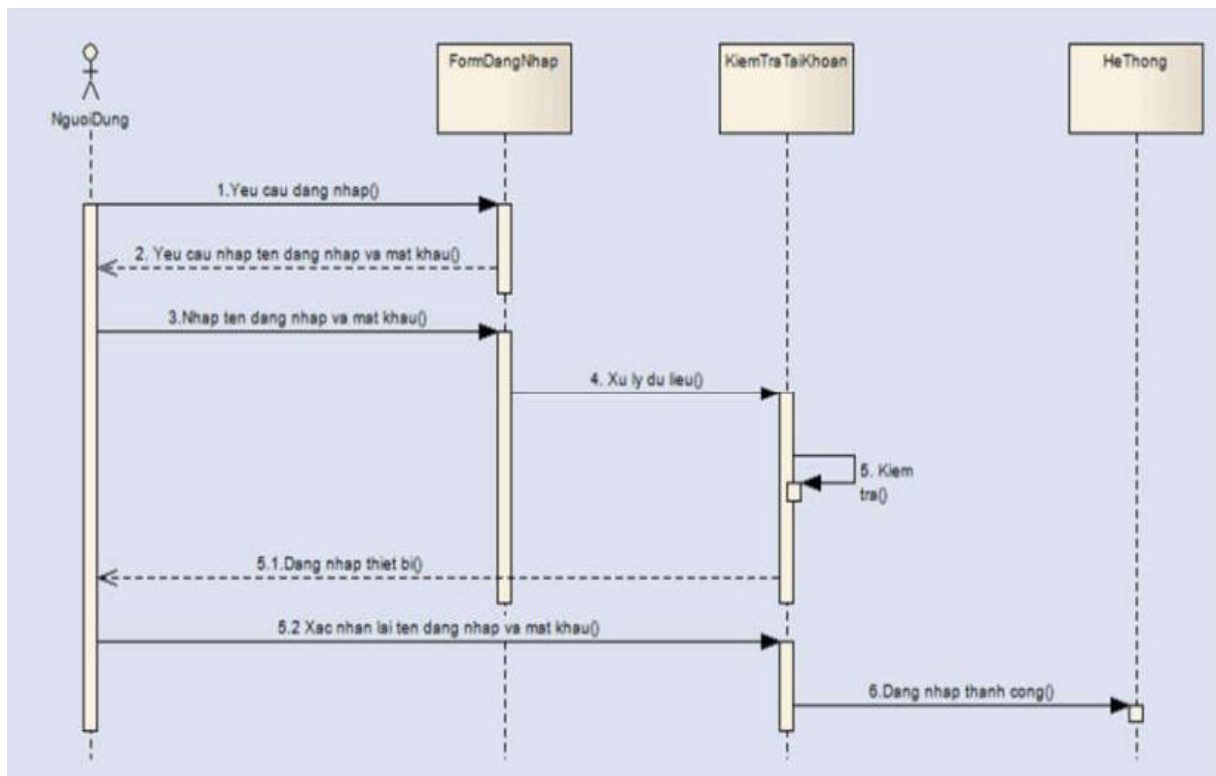 FormDangNhap
KiemTraTaiKhoan
HeThong
NguoiDung
1.Yeu cau dang nhap()
2. Yeu cau nhap ten dang nhap va mat khau()
3.Nhap ten dang nhap va mat khau()
4. Xu ly du lieu()
5. Kiem
tra()
5.1.Dang nhap thiet bi()
5.2 Xac nhan lai ten dang nhap va mat khau()
6.Dang nhap thanh cong()